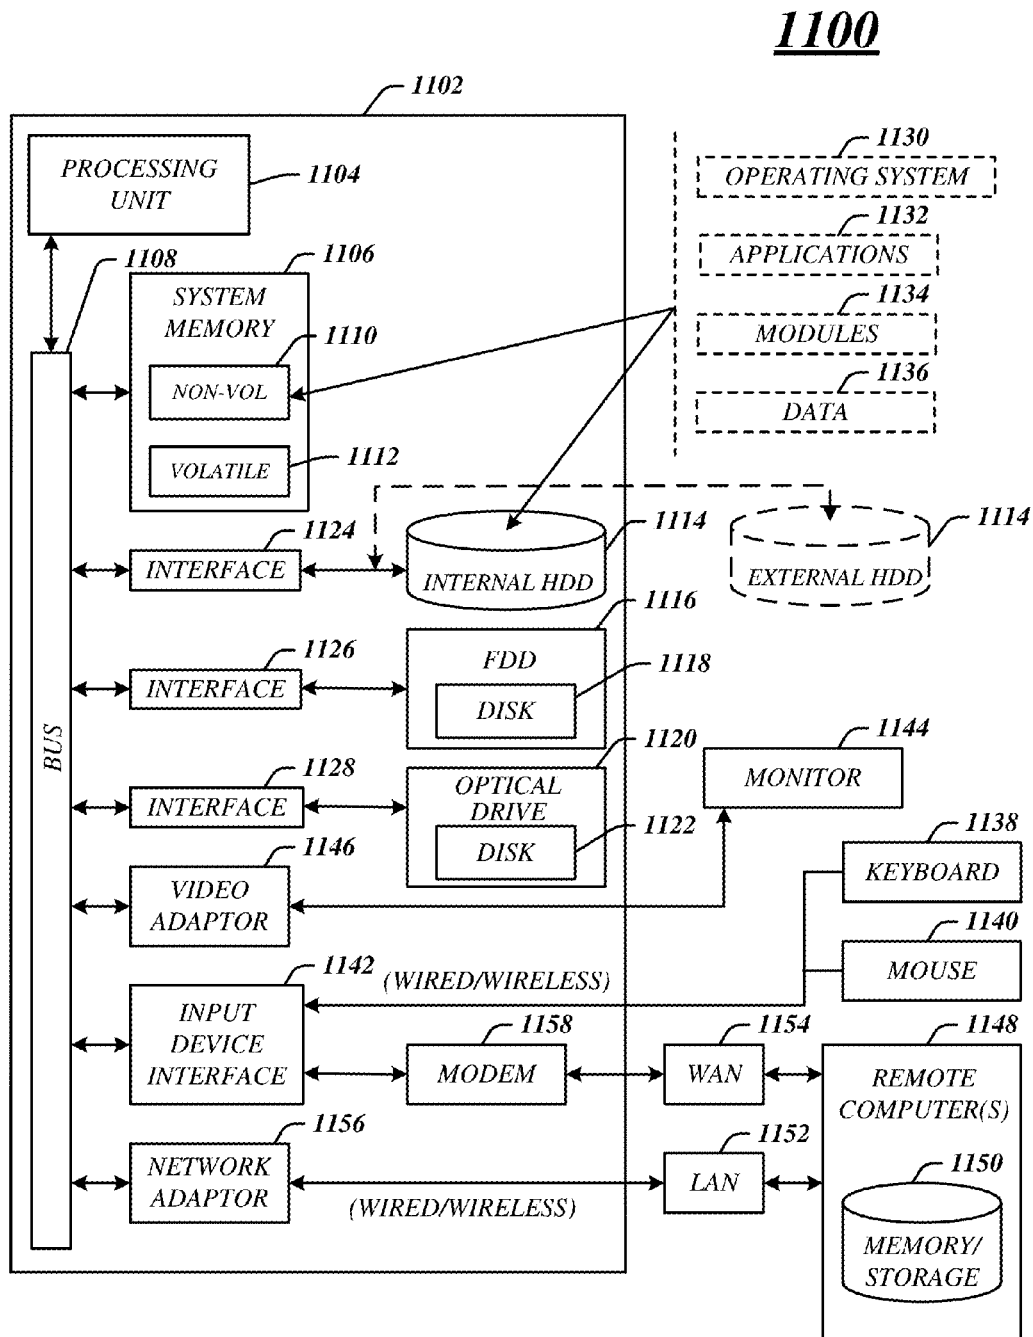 1100
1102
PROCESSING
UNIT
1104
1108
1106
SYSTEM
MEMORY
1110
NON-VOL
1112
VOLATILE
1130
OPERATING SYSTEM
1132
APPLICATIONS
1134
MODULES
1136
DATA
1124
INTERFACE
1114
INTERNAL HDD
1114
EXTERNAL HDD
1126
INTERFACE
1116
FDD
1118
DISK
BUS
1128
INTERFACE
1120
OPTICAL
DRIVE
1122
DISK
1144
MONITOR
1146
VIDEO
ADAPTOR
1138
KEYBOARD
1140
MOUSE
1142
(WIRED/WIRELESS)
INPUT
DEVICE
INTERFACE
1158
MODEM
1154
WAN
1148
REMOTE
COMPUTER(S)
1156
NETWORK
ADAPTOR
(WIRED/WIRELESS)
1152
LAN
1150
MEMORY/
STORAGE